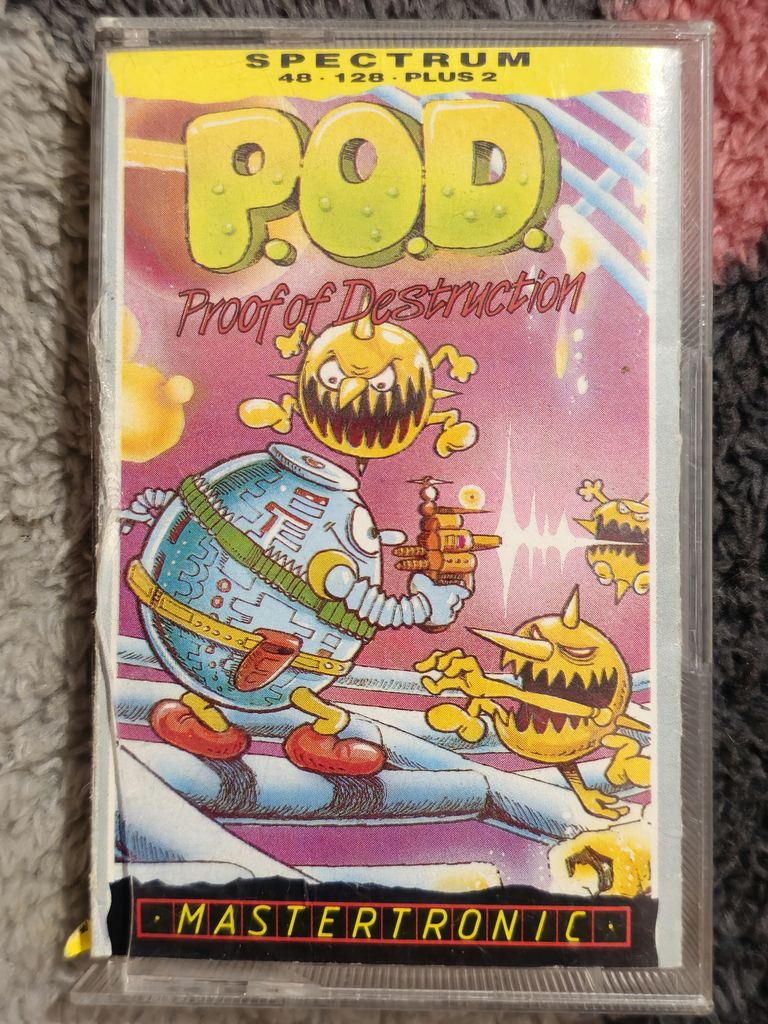 SPECTRUM
48 · 128 · PLUS 2
P.O.D.
Proof of Destruction
· MASTERTRONIC ·